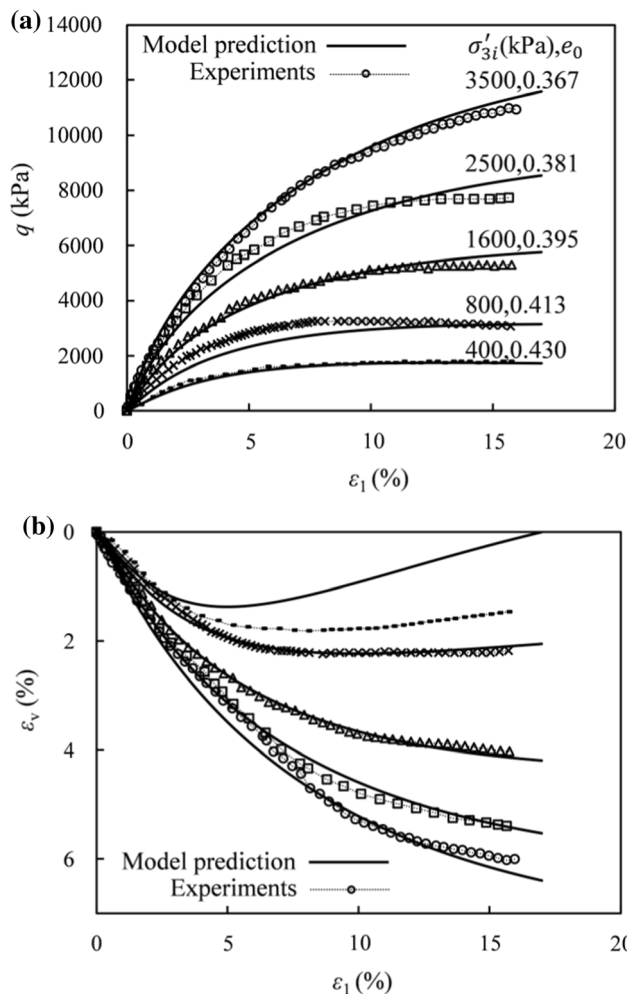 (a)
14000
12000
10000
8000
6000
4000
2000
0
q (kPa)
Model prediction
Experiments
σ′3i(kPa),e0
3500,0.367
2500,0.381
1600,0.395
800,0.413
400,0.430
0 5 10 15 20
ε1 (%)
(b)
0
2
4
6
εv (%)
Model prediction
Experiments
0 5 10 15 20
ε1 (%)